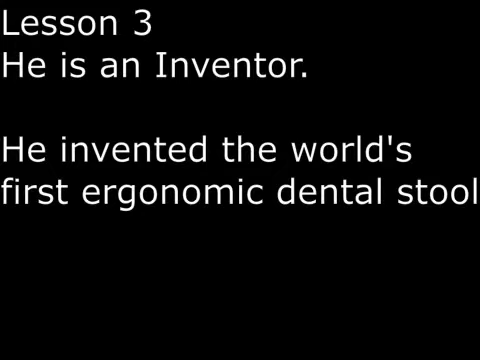 Lesson 3
He is an Inventor.
He invented the world's
first ergonomic dental stool